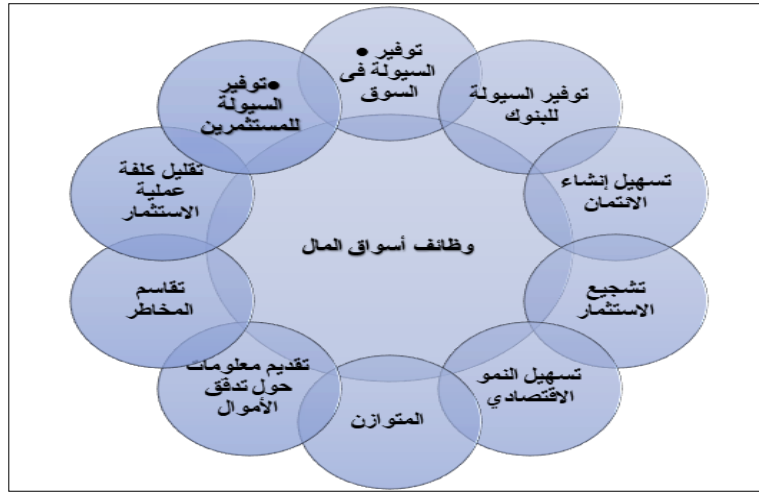 توفير •
السيولة فى
السوق
توفير السيولة
للبنوك
تسهيل إنشاء
الائتمان
تشجيع
الاستثمار
تسهيل النمو
الاقتصادي
المتوازن
تقديم معلومات
حول تدفق
الأموال
تقاسم
المخاطر
تقليل كلفة
عملية
الاستثمار
•توفير
السيولة
للمستثمرين
وظائف أسواق المال